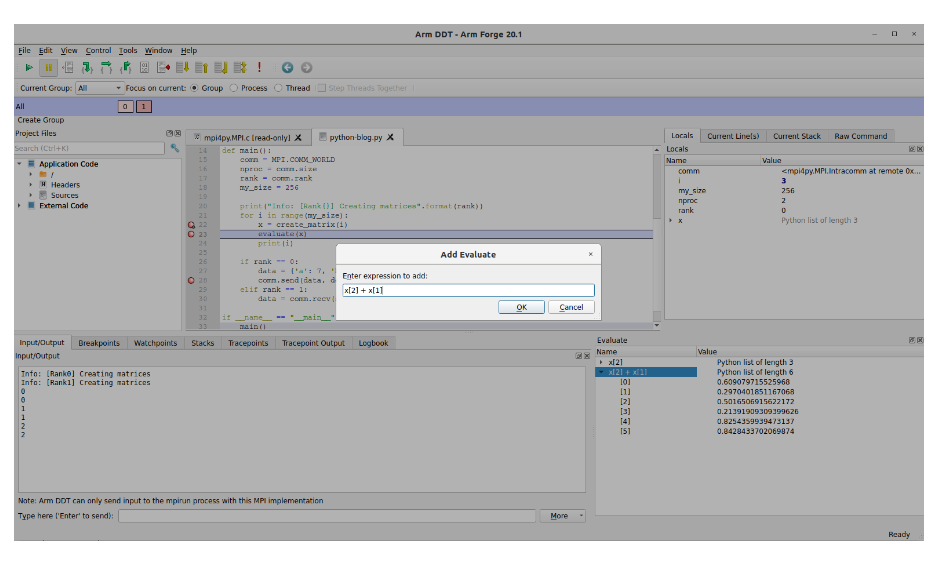 Arm DDT - Arm Forge 20.1
File Edit View Control Tools Window Help
Current Group: All Focus on current: Group Process Thread Step Threads Together
All 0 1
Create Group
Project Files
Search (Ctrl+K)
Application Code
/
Headers
Sources
External Code
mpi4py.MPI.c [read-only] python-blog.py
14 def main():
15 comm = MPI.COMM_WORLD
16 nproc = comm.size
17 rank = comm.rank
18 my_size = 256
19
20 print("Info: [Rank{}] Creating matrices".format(rank))
21 for i in range(my_size):
22 x = create_matrix(i)
23 evaluate(x)
24 print(i)
25
26 if rank == 0:
27 data = {'a': 7, '
28 comm.send(data, d
29 elif rank == 1:
30 data = comm.recv(
31
32 if __name__ == "__main__"
33 main()
Locals Current Line(s) Current Stack Raw Command
Locals
Name Value
comm <mpi4py.MPI.Intracomm at remote 0x...
i 3
my_size 256
nproc 2
rank 0
x Python list of length 3
Add Evaluate
Enter expression to add:
x[2] + x[1]
OK Cancel
Input/Output Breakpoints Watchpoints Stacks Tracepoints Tracepoint Output Logbook
Input/Output
Info: [Rank0] Creating matrices
Info: [Rank1] Creating matrices
0
0
1
1
2
2
Note: Arm DDT can only send input to the mpirun process with this MPI implementation
Type here ('Enter' to send): More
Evaluate
Name Value
x[2] Python list of length 3
x[2] + x[1] Python list of length 6
[0] 0.609079715525968
[1] 0.2970401851167068
[2] 0.5016506915622172
[3] 0.21391909309399626
[4] 0.8254359939473137
[5] 0.8428433702069874
Ready